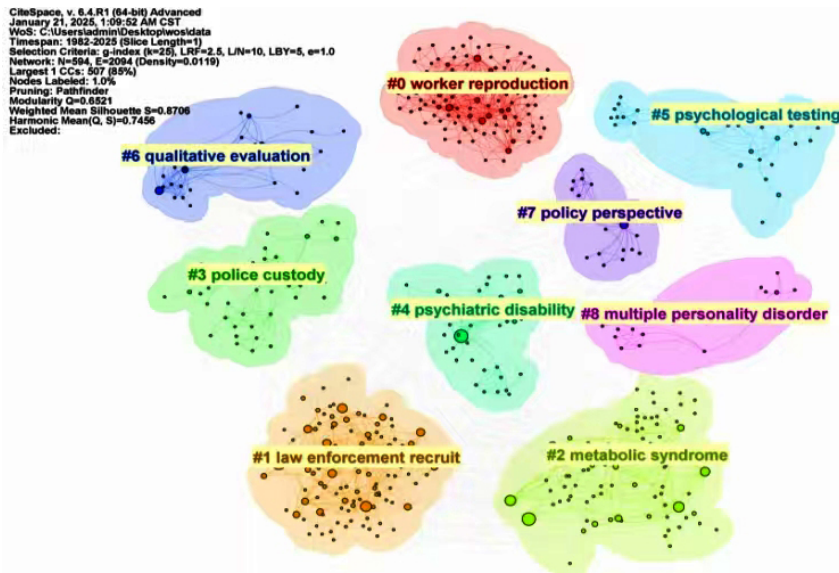 CiteSpace, v. 6.4.R1 (64-bit) Advanced
January 21, 2025, 1:09:52 AM CST
WoS: C:\Users\admin\Desktop\wos\data
Timespan: 1982-2025 (Slice Length=1)
Selection Criteria: g-index (k=25), LRF=2.5, L/N=10, LBY=5, e=1.0
Network: N=594, E=2094 (Density=0.0119)
Largest 1 CCs: 507 (85%)
Nodes Labeled: 1.0%
Pruning: Pathfinder
Modularity Q=0.6521
Weighted Mean Silhouette S=0.8706
Harmonic Mean(Q, S)=0.7456
Excluded:
#0 worker reproduction
#5 psychological testing
#6 qualitative evaluation
#7 policy perspective
#3 police custody
#4 psychiatric disability
#8 multiple personality disorder
#1 law enforcement recruit
#2 metabolic syndrome